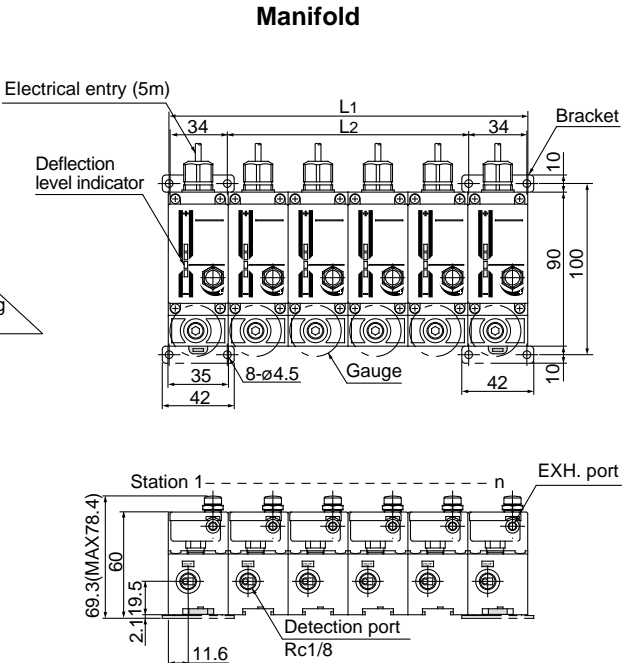 Manifold
Electrical entry (5m)
L1
34
L2
34
Bracket
Deflection
level indicator
10
90
100
g
35
42
8-ø4.5
Gauge
42
10
Station 1
n
EXH. port
69.3(MAX78.4)
60
19.5
2.1
11.6
Detection port
Rc1/8